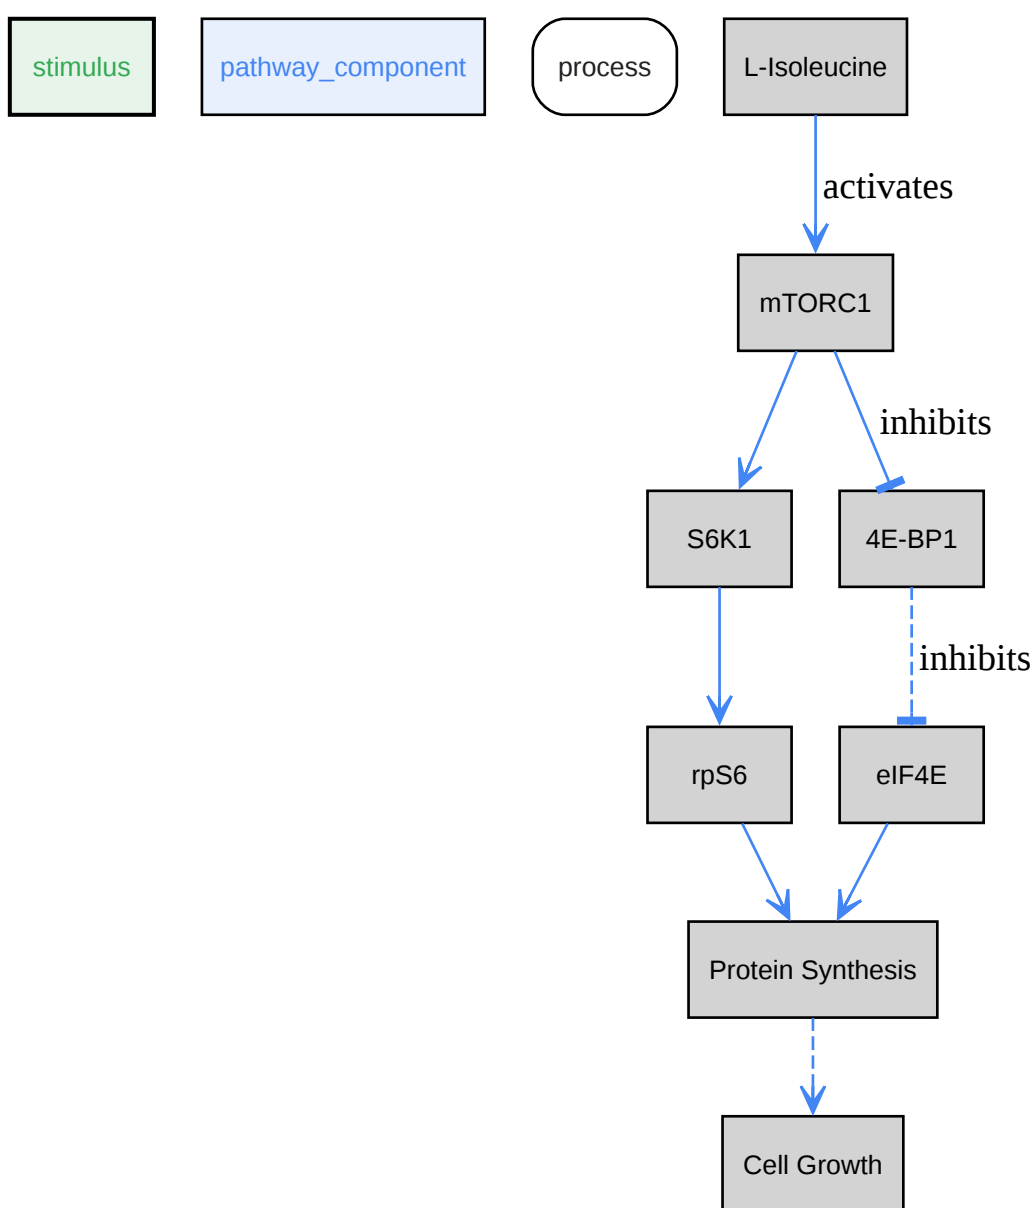 stimulus
pathway_component
process
L-Isoleucine
activates
mTORC1
inhibits
S6K1
4E-BP1
inhibits
rpS6
eIF4E
Protein Synthesis
Cell Growth